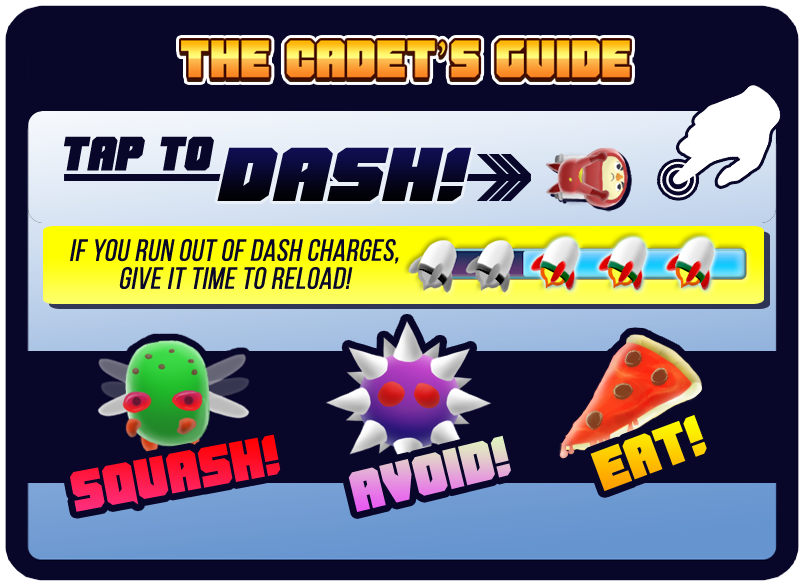 THE CADET'S GUIDE
TAP TO DASH!
IF YOU RUN OUT OF DASH CHARGES,
GIVE IT TIME TO RELOAD!
SQUASH!
AVOID!
EAT!